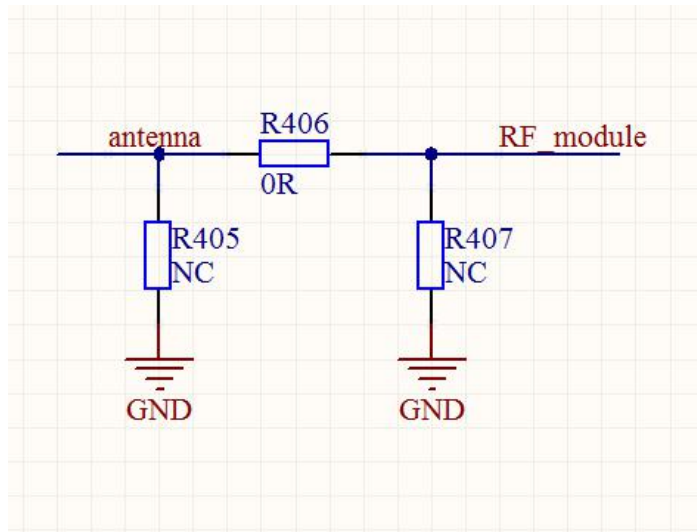 R406
antenna
RF_module
0R
R405
NC
R407
NC
GND
GND